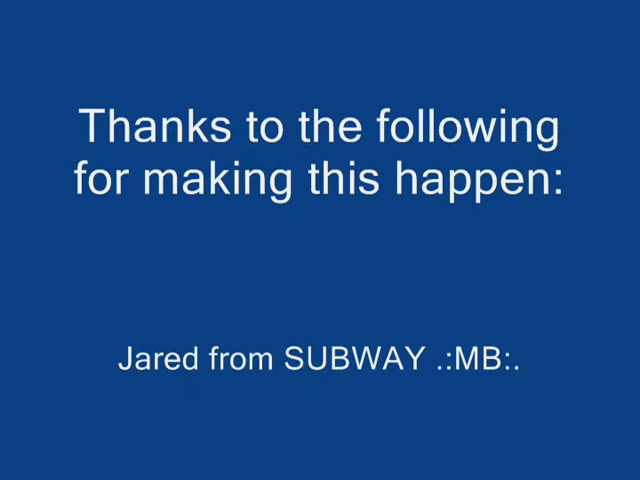 Thanks to the following
for making this happen:
Jared from SUBWAY .:MB:.